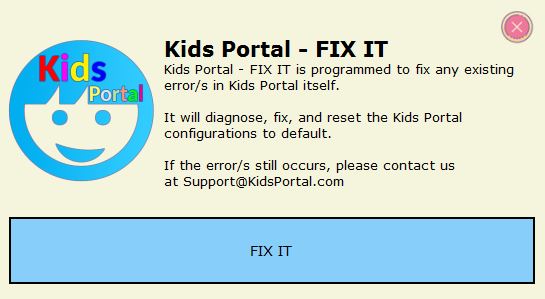 Kids
Portal
Kids Portal - FIX IT
Kids Portal - FIX IT is programmed to fix any existing
error/s in Kids Portal itself.
It will diagnose, fix, and reset the Kids Portal
configurations to default.
If the error/s still occurs, please contact us
at Support@KidsPortal.com
FIX IT